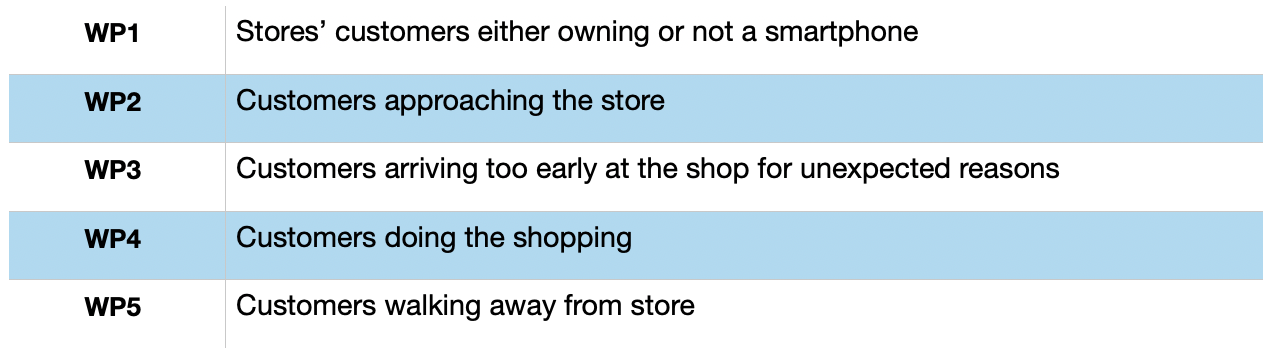 WP1 Stores’ customers either owning or not a smartphone
WP2 Customers approaching the store
WP3 Customers arriving too early at the shop for unexpected reasons
WP4 Customers doing the shopping
WP5 Customers walking away from store